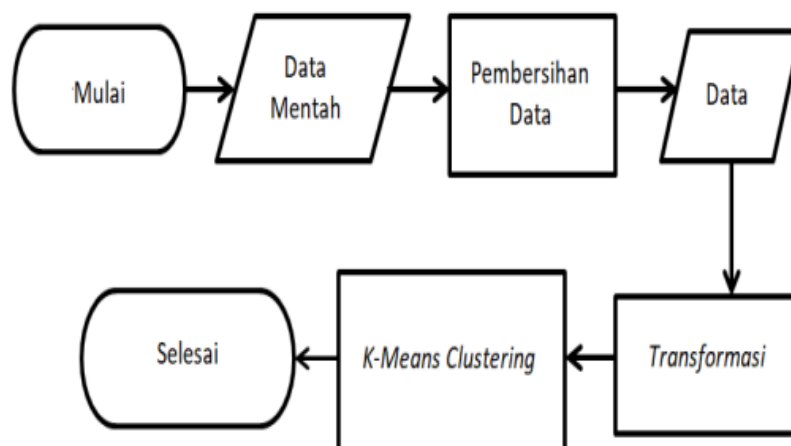 Mulai
Data
Mentah
Pembersihan
Data
Data
Transformasi
K-Means Clustering
Selesai